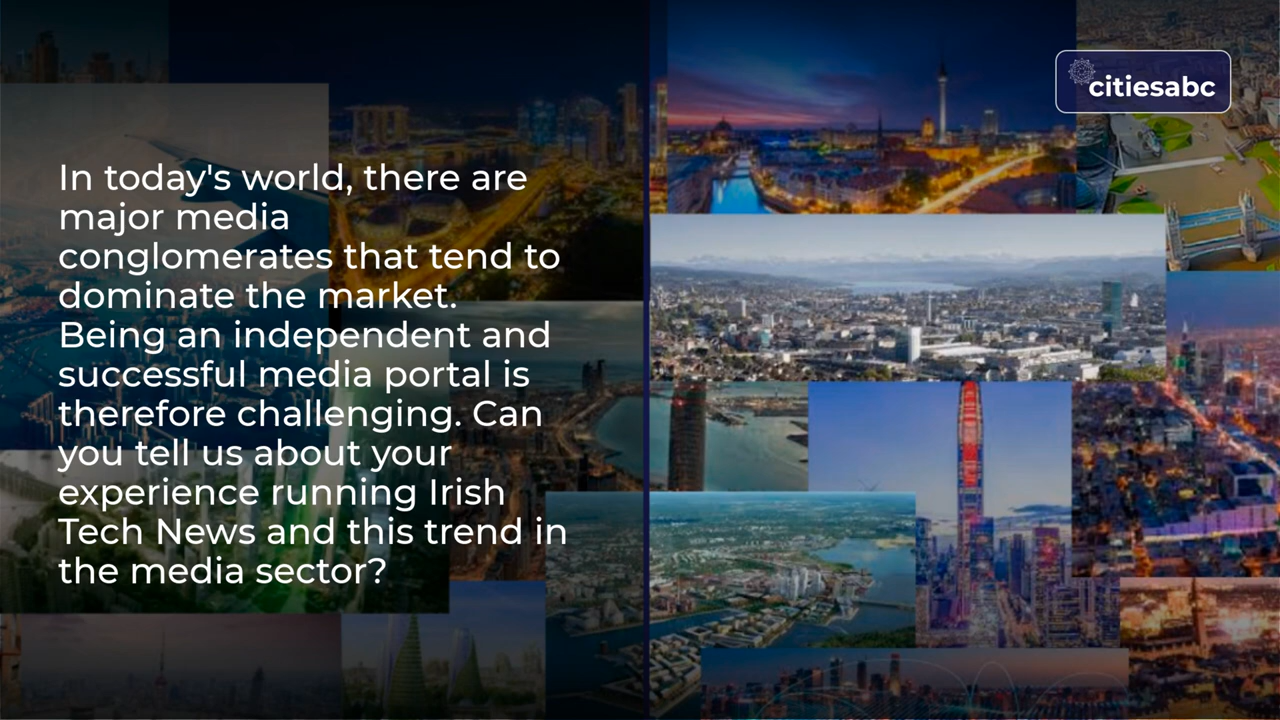 citiesabc
In today's world, there are
major media
conglomerates that tend to
dominate the market.
Being an independent and
successful media portal is
therefore challenging. Can
you tell us about your
experience running Irish
Tech News and this trend in
the media sector?